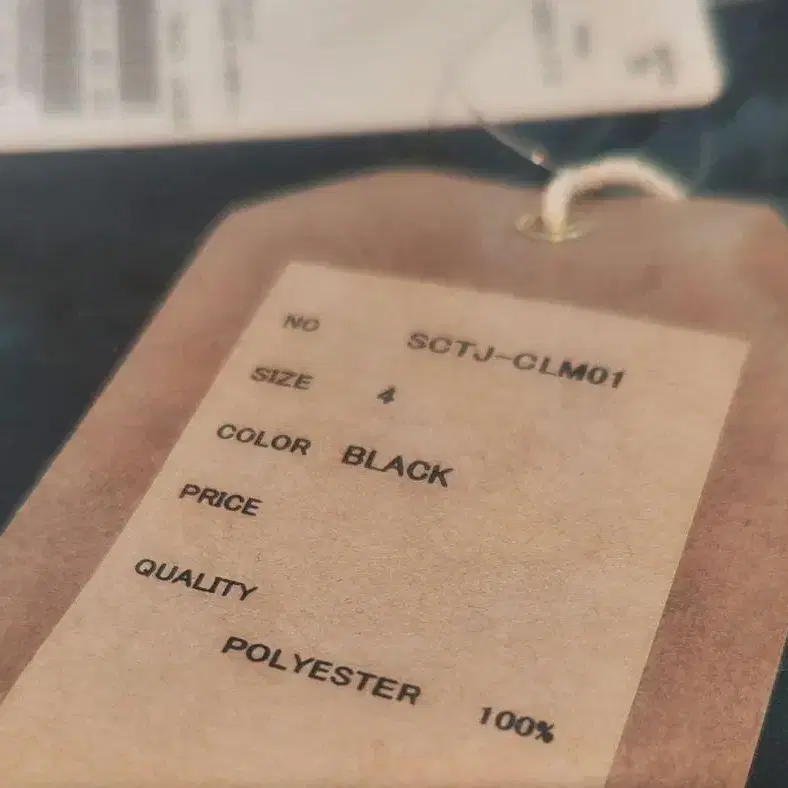 NO SCTJ-CLM01
SIZE 4
COLOR BLACK
PRICE
QUALITY
POLYESTER 100%